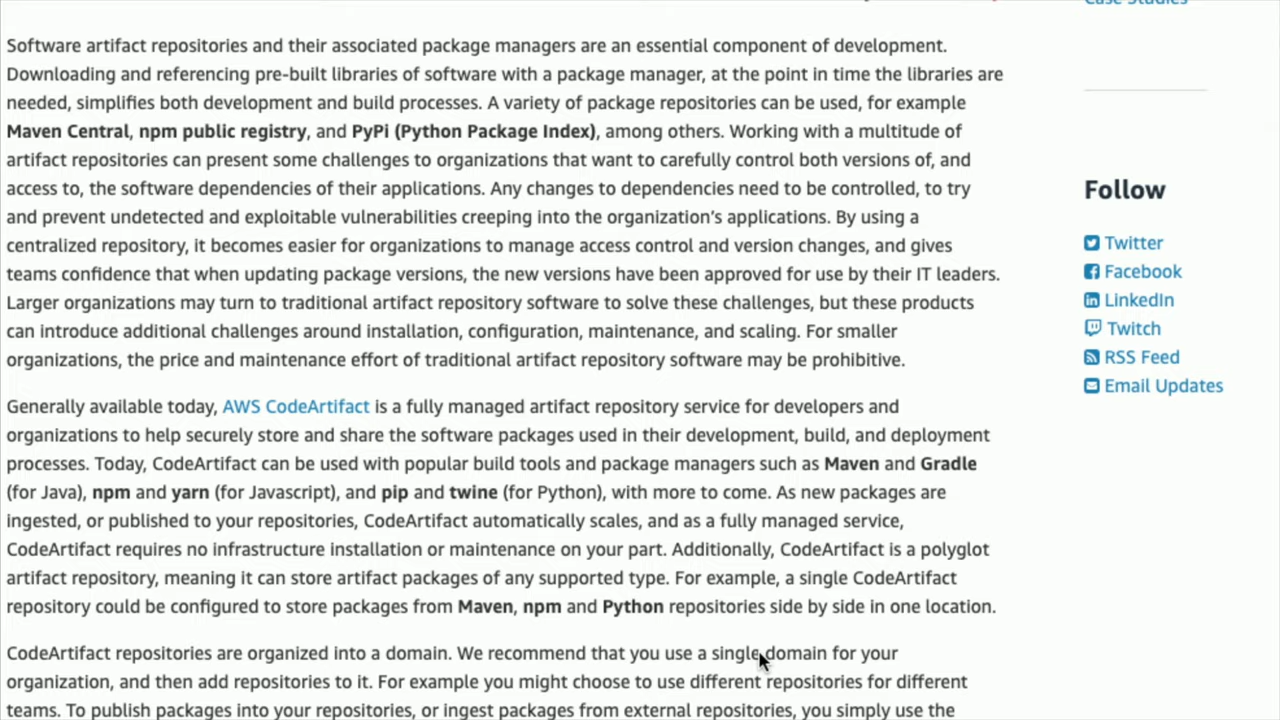 Case Studies
Software artifact repositories and their associated package managers are an essential component of development.
Downloading and referencing pre-built libraries of software with a package manager, at the point in time the libraries are
needed, simplifies both development and build processes. A variety of package repositories can be used, for example
Maven Central, npm public registry, and PyPi (Python Package Index), among others. Working with a multitude of
artifact repositories can present some challenges to organizations that want to carefully control both versions of, and
access to, the software dependencies of their applications. Any changes to dependencies need to be controlled, to try
and prevent undetected and exploitable vulnerabilities creeping into the organization's applications. By using a
centralized repository, it becomes easier for organizations to manage access control and version changes, and gives
teams confidence that when updating package versions, the new versions have been approved for use by their IT leaders.
Larger organizations may turn to traditional artifact repository software to solve these challenges, but these products
can introduce additional challenges around installation, configuration, maintenance, and scaling. For smaller
organizations, the price and maintenance effort of traditional artifact repository software may be prohibitive.
Generally available today, AWS CodeArtifact is a fully managed artifact repository service for developers and
organizations to help securely store and share the software packages used in their development, build, and deployment
processes. Today, CodeArtifact can be used with popular build tools and package managers such as Maven and Gradle
(for Java), npm and yarn (for Javascript), and pip and twine (for Python), with more to come. As new packages are
ingested, or published to your repositories, CodeArtifact automatically scales, and as a fully managed service,
CodeArtifact requires no infrastructure installation or maintenance on your part. Additionally, CodeArtifact is a polyglot
artifact repository, meaning it can store artifact packages of any supported type. For example, a single CodeArtifact
repository could be configured to store packages from Maven, npm and Python repositories side by side in one location.
CodeArtifact repositories are organized into a domain. We recommend that you use a single domain for your
organization, and then add repositories to it. For example you might choose to use different repositories for different
teams. To publish packages into your repositories, or ingest packages from external repositories, you simply use the
Follow
Twitter
Facebook
LinkedIn
Twitch
RSS Feed
Email Updates